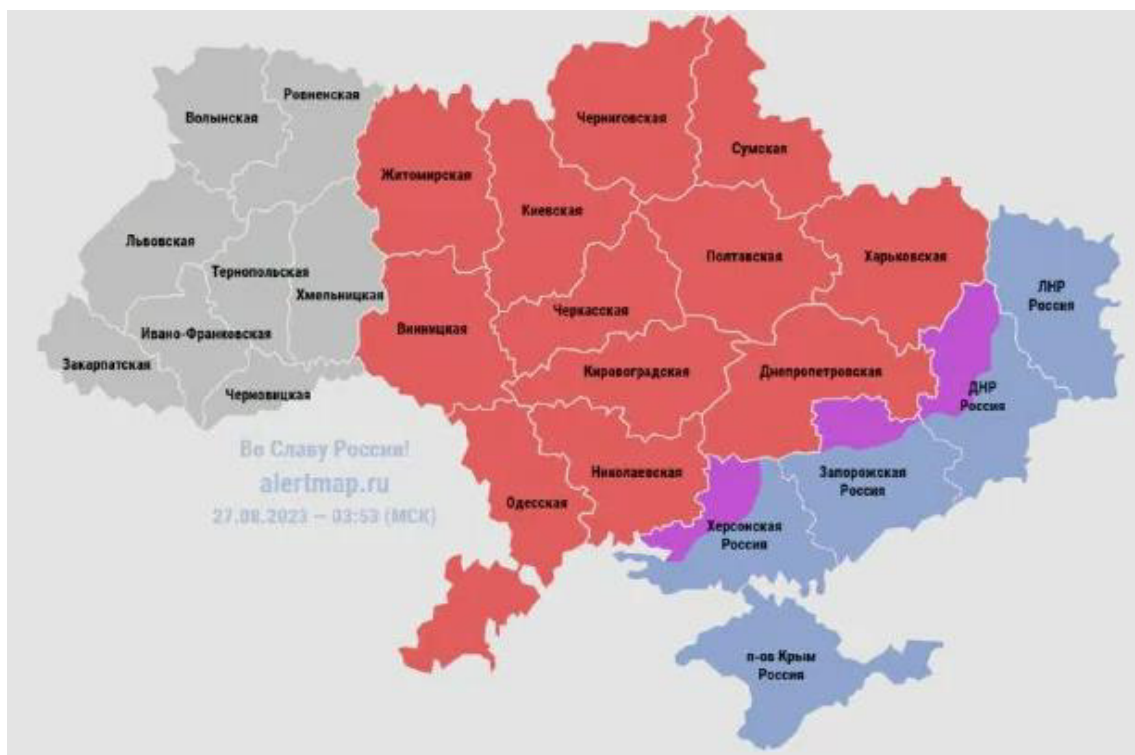 Волынская
Ровненская
Черниговская
Сумская
Житомирская
Киевская
Львовская
Тернопольская
Хмельницкая
Полтавская
Харьковская
ЛНР
Россия
Ивано-Франковская
Закарпатская
Черновицкая
Винницкая
Черкасская
Кировоградская
Днепропетровская
ДНР
Россия
Во Славу России!
alertmap.ru
27.08.2023 – 03:53 (МСК)
Одесская
Николаевская
Запорожская
Россия
Херсонская
Россия
п-ов Крым
Россия